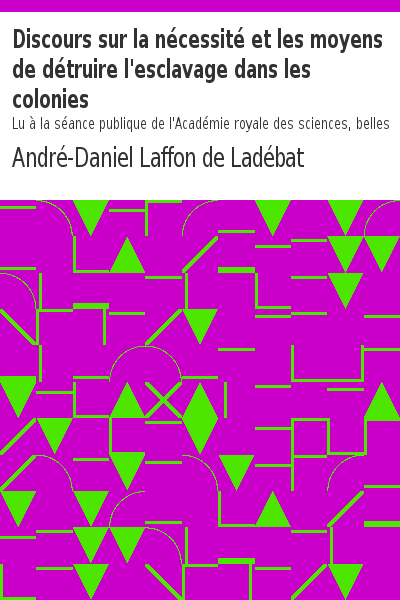 Discours sur la nécessité et les moyens
de détruire l'esclavage dans les
colonies
Lu à la séance publique de l'Académie royale des sciences, belles
André-Daniel Laffon de Ladébat